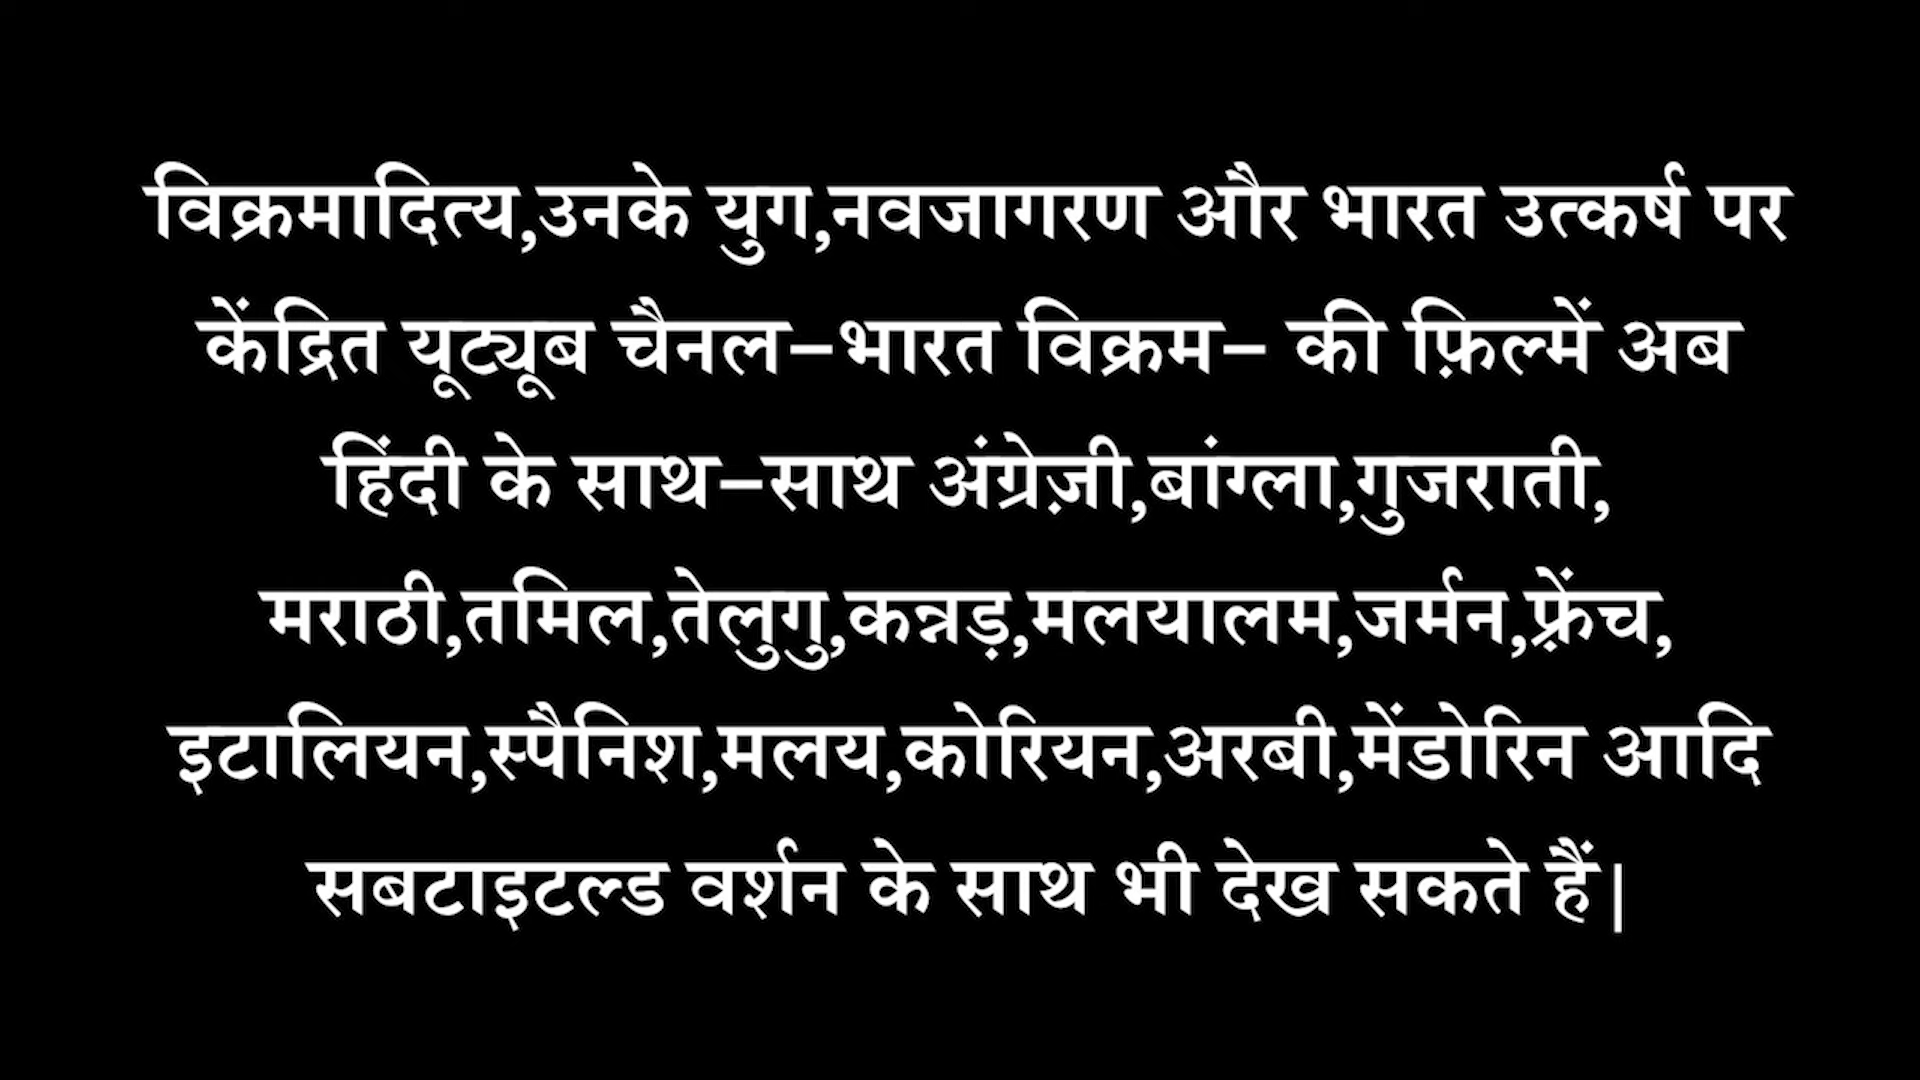 विक्रमादित्य,उनके युग,नवजागरण और भारत उत्कर्ष पर
केंद्रित यूट्यूब चैनल–भारत विक्रम– की फ़िल्में अब
हिंदी के साथ–साथ अंग्रेज़ी,बांग्ला,गुजराती,
मराठी,तमिल,तेलुगु,कन्नड़,मलयालम,जर्मन,फ़्रेंच,
इटालियन,स्पैनिश,मलय,कोरियन,अरबी,मेंडोरिन आदि
सबटाइटल्ड वर्शन के साथ भी देख सकते हैं|